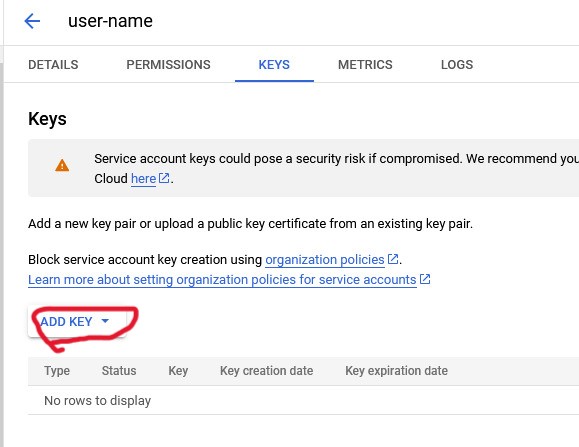 user-name
DETAILS PERMISSIONS KEYS METRICS LOGS
Keys
Service account keys could pose a security risk if compromised. We recommend you
Cloud here.
Add a new key pair or upload a public key certificate from an existing key pair.
Block service account key creation using organization policies.
Learn more about setting organization policies for service accounts
ADD KEY
Type Status Key Key creation date Key expiration date
No rows to display